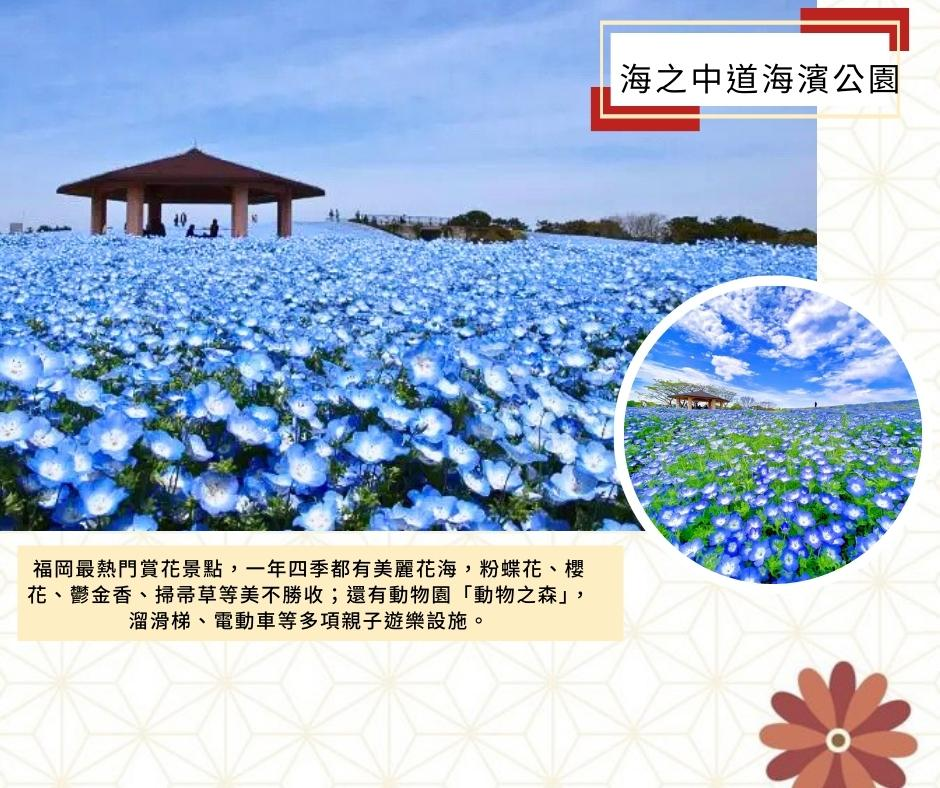 海之中道海濱公園
福岡最熱門賞花景點，一年四季都有美麗花海，粉蝶花、櫻
花、鬱金香、掃帚草等美不勝收；還有動物園「動物之森」，
溜滑梯、電動車等多項親子遊樂設施。